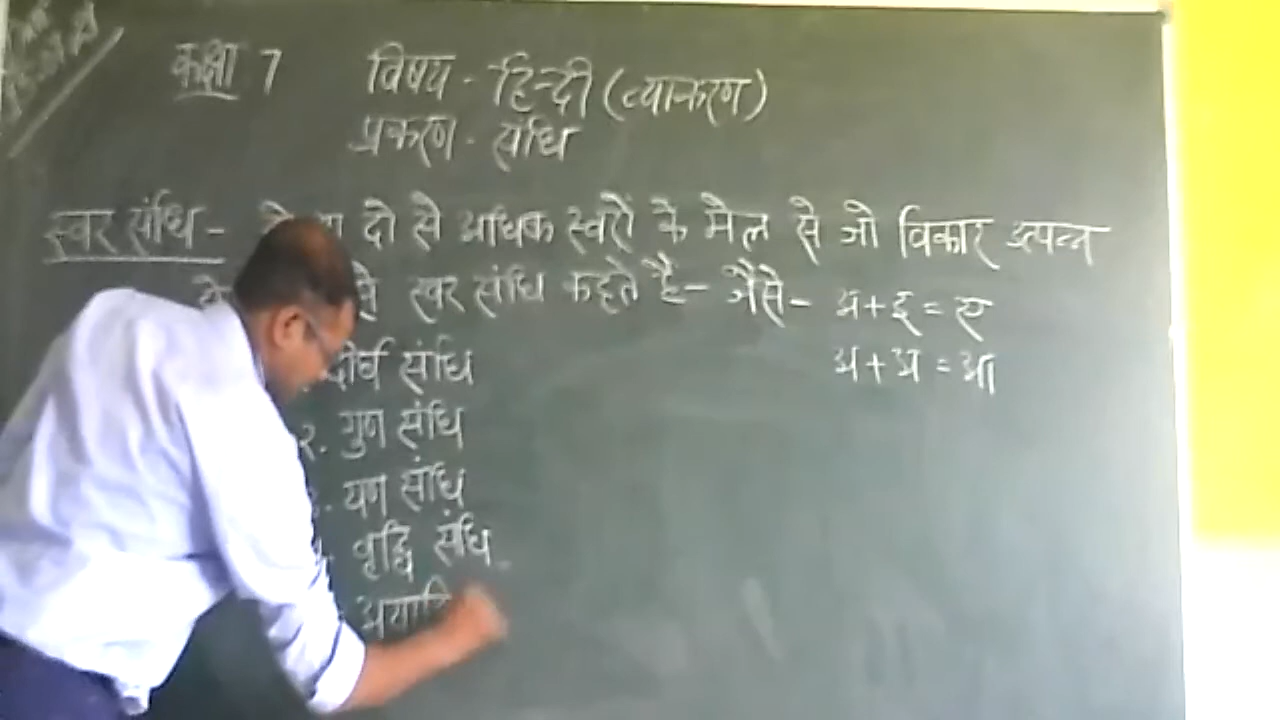 कक्षा 7 विषय - हिन्दी (व्याकरण)
प्रकरण - संधि
स्वर संधि - दो से अधिक स्वरों के मेल से जो विकार उत्पन्न
स्वर संधि कहते है - जैसे - अ + इ = ए
अ + अ = आ
दीर्घ संधि
२. गुण संधि
यण संधि
वृद्धि संधि